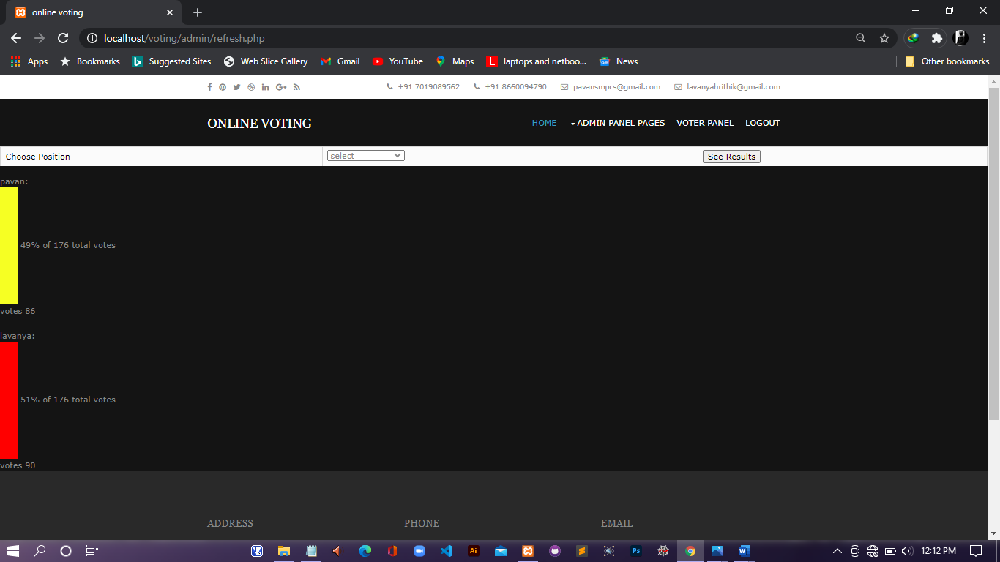 online voting
localhost/voting/admin/refresh.php
Apps Bookmarks Suggested Sites Web Slice Gallery Gmail YouTube Maps laptops and netboo... News Other bookmarks
+91 7019089562 +91 8660094790 pavansmpcs@gmail.com lavanyahrithik@gmail.com
ONLINE VOTING HOME ADMIN PANEL PAGES VOTER PANEL LOGOUT
Choose Position select See Results
pavan:
49% of 176 total votes
votes 86
lavanya:
51% of 176 total votes
votes 90
ADDRESS PHONE EMAIL
12:12 PM